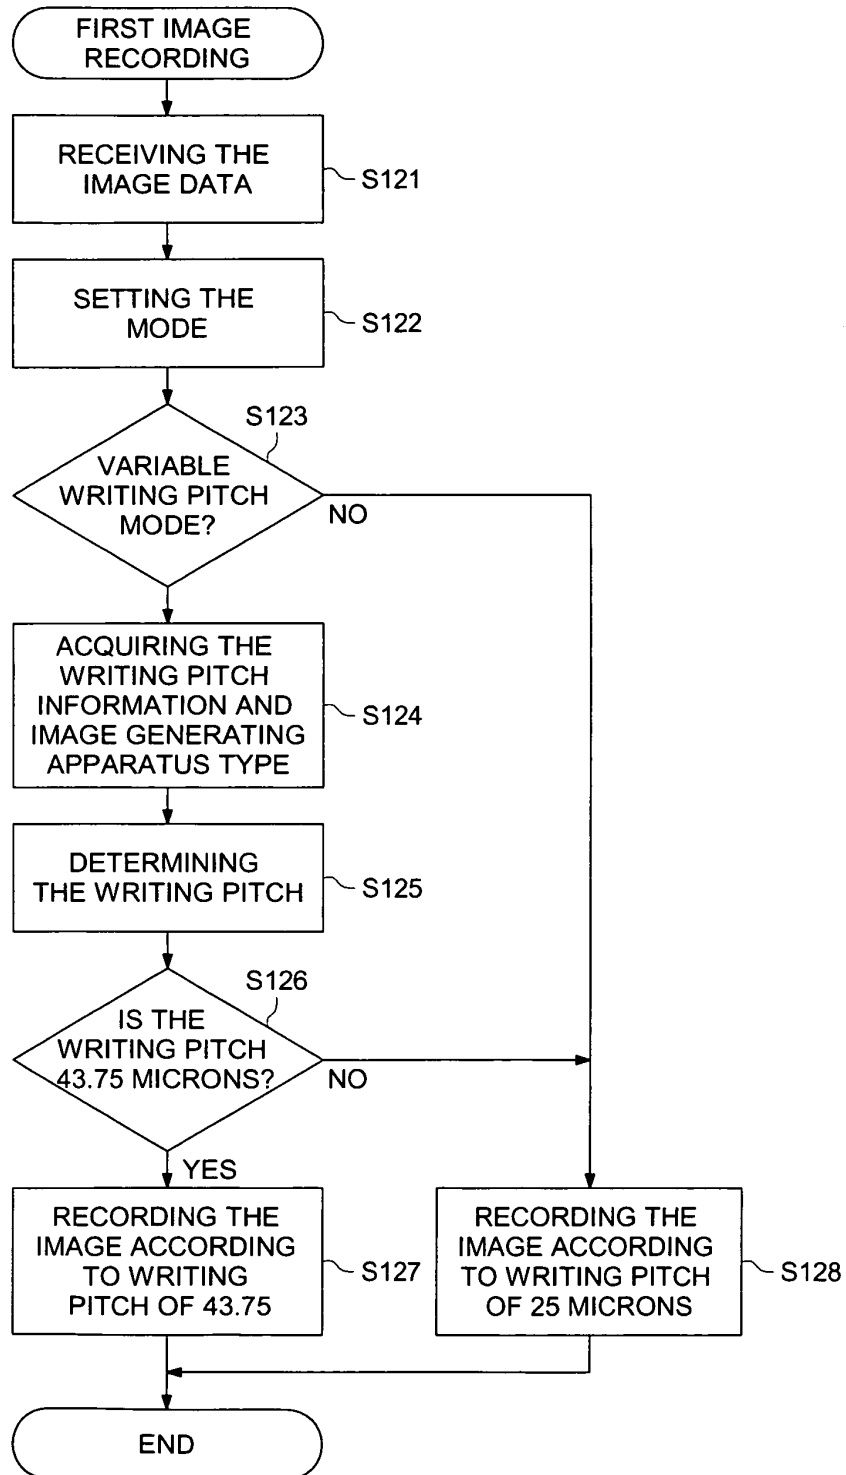 FIRST IMAGE
RECORDING
RECEIVING THE
IMAGE DATA
S121
SETTING THE
MODE
S122
S123
VARIABLE
WRITING PITCH
MODE?
NO
ACQUIRING THE
WRITING PITCH
INFORMATION AND
IMAGE GENERATING
APPARATUS TYPE
S124
DETERMINING
THE WRITING PITCH
S125
S126
IS THE
WRITING PITCH
43.75 MICRONS?
NO
YES
RECORDING THE
IMAGE ACCORDING
TO WRITING
PITCH OF 43.75
S127
RECORDING THE
IMAGE ACCORDING
TO WRITING PITCH
OF 25 MICRONS
S128
END